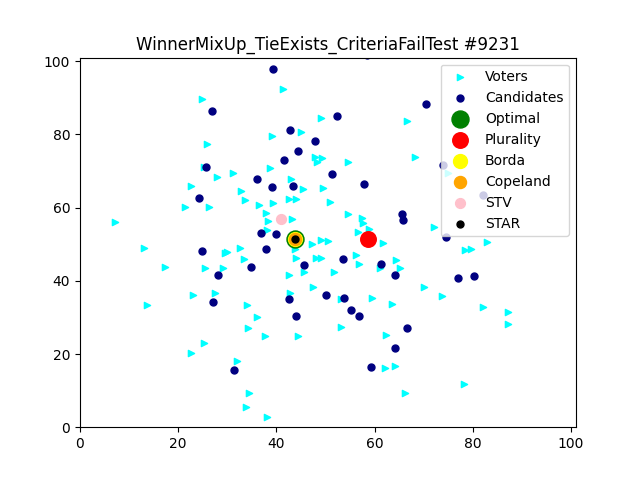 WinnerMixUp_TieExists_CriteriaFailTest #9231
100
80
60
40
20
0
0 20 40 60 80 100
Voters
Candidates
Optimal
Plurality
Borda
Copeland
STV
STAR